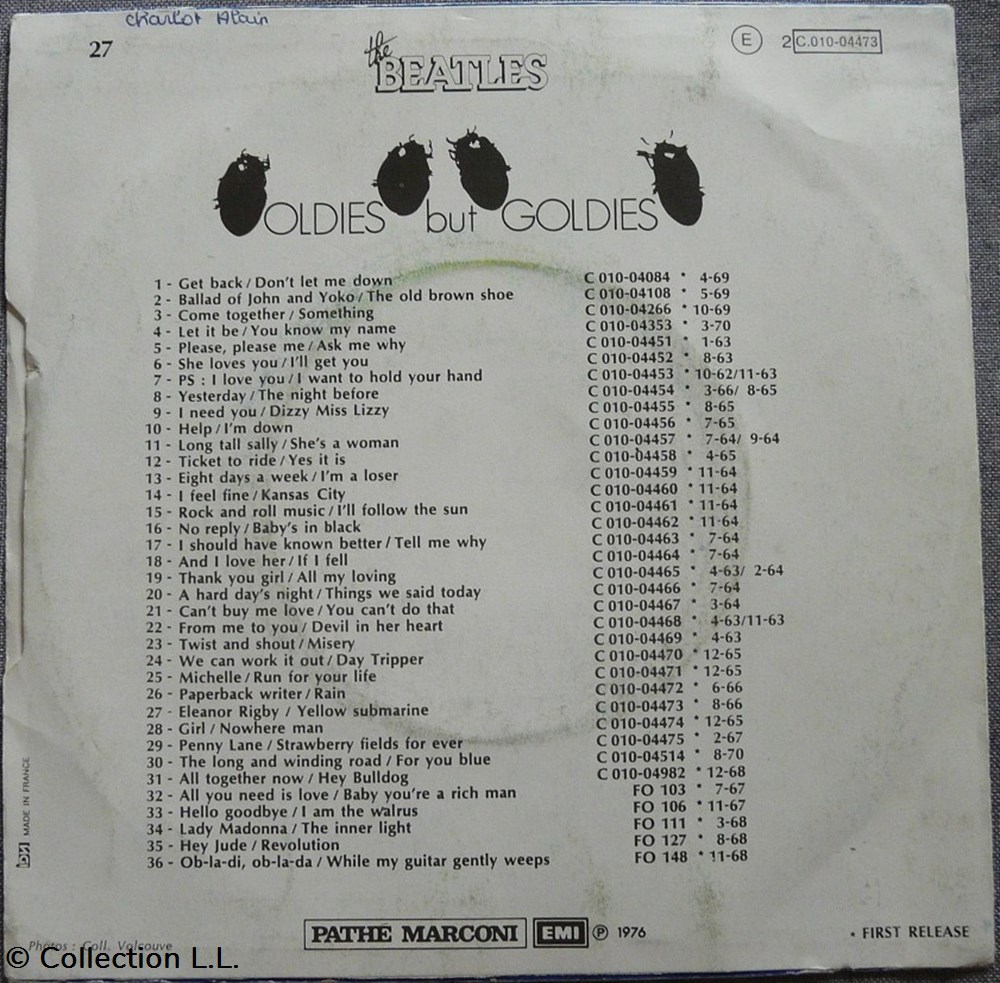 Charlot Alain
27
the BEATLES
E 2 C.010-04473
OLDIES but GOLDIES
1 - Get back / Don't let me down C 010-04084 * 4-69
2 - Ballad of John and Yoko / The old brown shoe C 010-04108 * 5-69
3 - Come together / Something C 010-04266 * 10-69
4 - Let it be / You know my name C 010-04353 * 3-70
5 - Please, please me / Ask me why C 010-04451 * 1-63
6 - She loves you / I'll get you C 010-04452 * 8-63
7 - PS : I love you / I want to hold your hand C 010-04453 * 10-62/11-63
8 - Yesterday / The night before C 010-04454 * 3-66/ 8-65
9 - I need you / Dizzy Miss Lizzy C 010-04455 * 8-65
10 - Help / I'm down C 010-04456 * 7-65
11 - Long tall sally / She's a woman C 010-04457 * 7-64/ 9-64
12 - Ticket to ride / Yes it is C 010-04458 * 4-65
13 - Eight days a week / I'm a loser C 010-04459 * 11-64
14 - I feel fine / Kansas City C 010-04460 * 11-64
15 - Rock and roll music / I'll follow the sun C 010-04461 * 11-64
16 - No reply / Baby's in black C 010-04462 * 11-64
17 - I should have known better / Tell me why C 010-04463 * 7-64
18 - And I love her / If I fell C 010-04464 * 7-64
19 - Thank you girl / All my loving C 010-04465 * 4-63/ 2-64
20 - A hard day's night / Things we said today C 010-04466 * 7-64
21 - Can't buy me love / You can't do that C 010-04467 * 3-64
22 - From me to you / Devil in her heart C 010-04468 * 4-63/11-63
23 - Twist and shout / Misery C 010-04469 * 4-63
24 - We can work it out / Day Tripper C 010-04470 * 12-65
25 - Michelle / Run for your life C 010-04471 * 12-65
26 - Paperback writer / Rain C 010-04472 * 6-66
27 - Eleanor Rigby / Yellow submarine C 010-04473 * 8-66
28 - Girl / Nowhere man C 010-04474 * 12-65
29 - Penny Lane / Strawberry fields for ever C 010-04475 * 2-67
30 - The long and winding road / For you blue C 010-04514 * 8-70
31 - All together now / Hey Bulldog C 010-04982 * 12-68
32 - All you need is love / Baby you're a rich man FO 103 * 7-67
33 - Hello goodbye / I am the walrus FO 106 * 11-67
34 - Lady Madonna / The inner light FO 111 * 3-68
35 - Hey Jude / Revolution FO 127 * 8-68
36 - Ob-la-di, ob-la-da / While my guitar gently weeps FO 148 * 11-68
MADE IN FRANCE
PATHE MARCONI EMI ℗ 1976
* FIRST RELEASE
Photos : Coll. Volcouve
© Collection L.L.